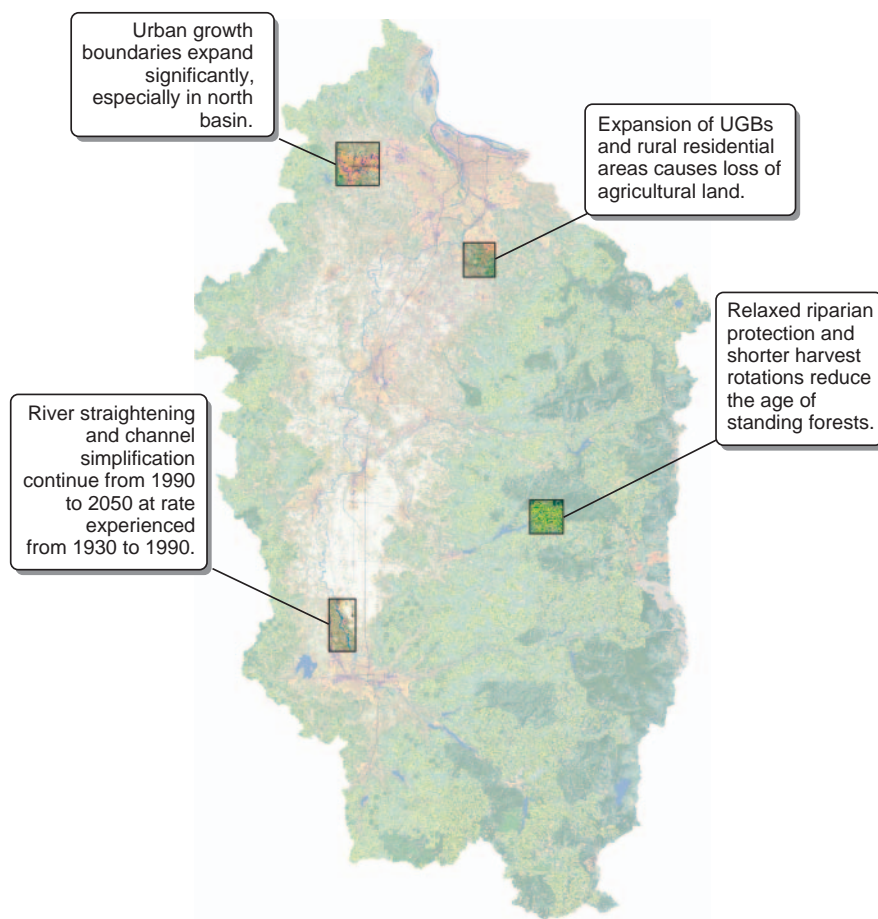 Urban growth
boundaries expand
significantly,
especially in north
basin.
Expansion of UGBs
and rural residential
areas causes loss of
agricultural land.
Relaxed riparian
protection and
shorter harvest
rotations reduce
the age of
standing forests.
River straightening
and channel
simplification
continue from 1990
to 2050 at rate
experienced
from 1930 to 1990.